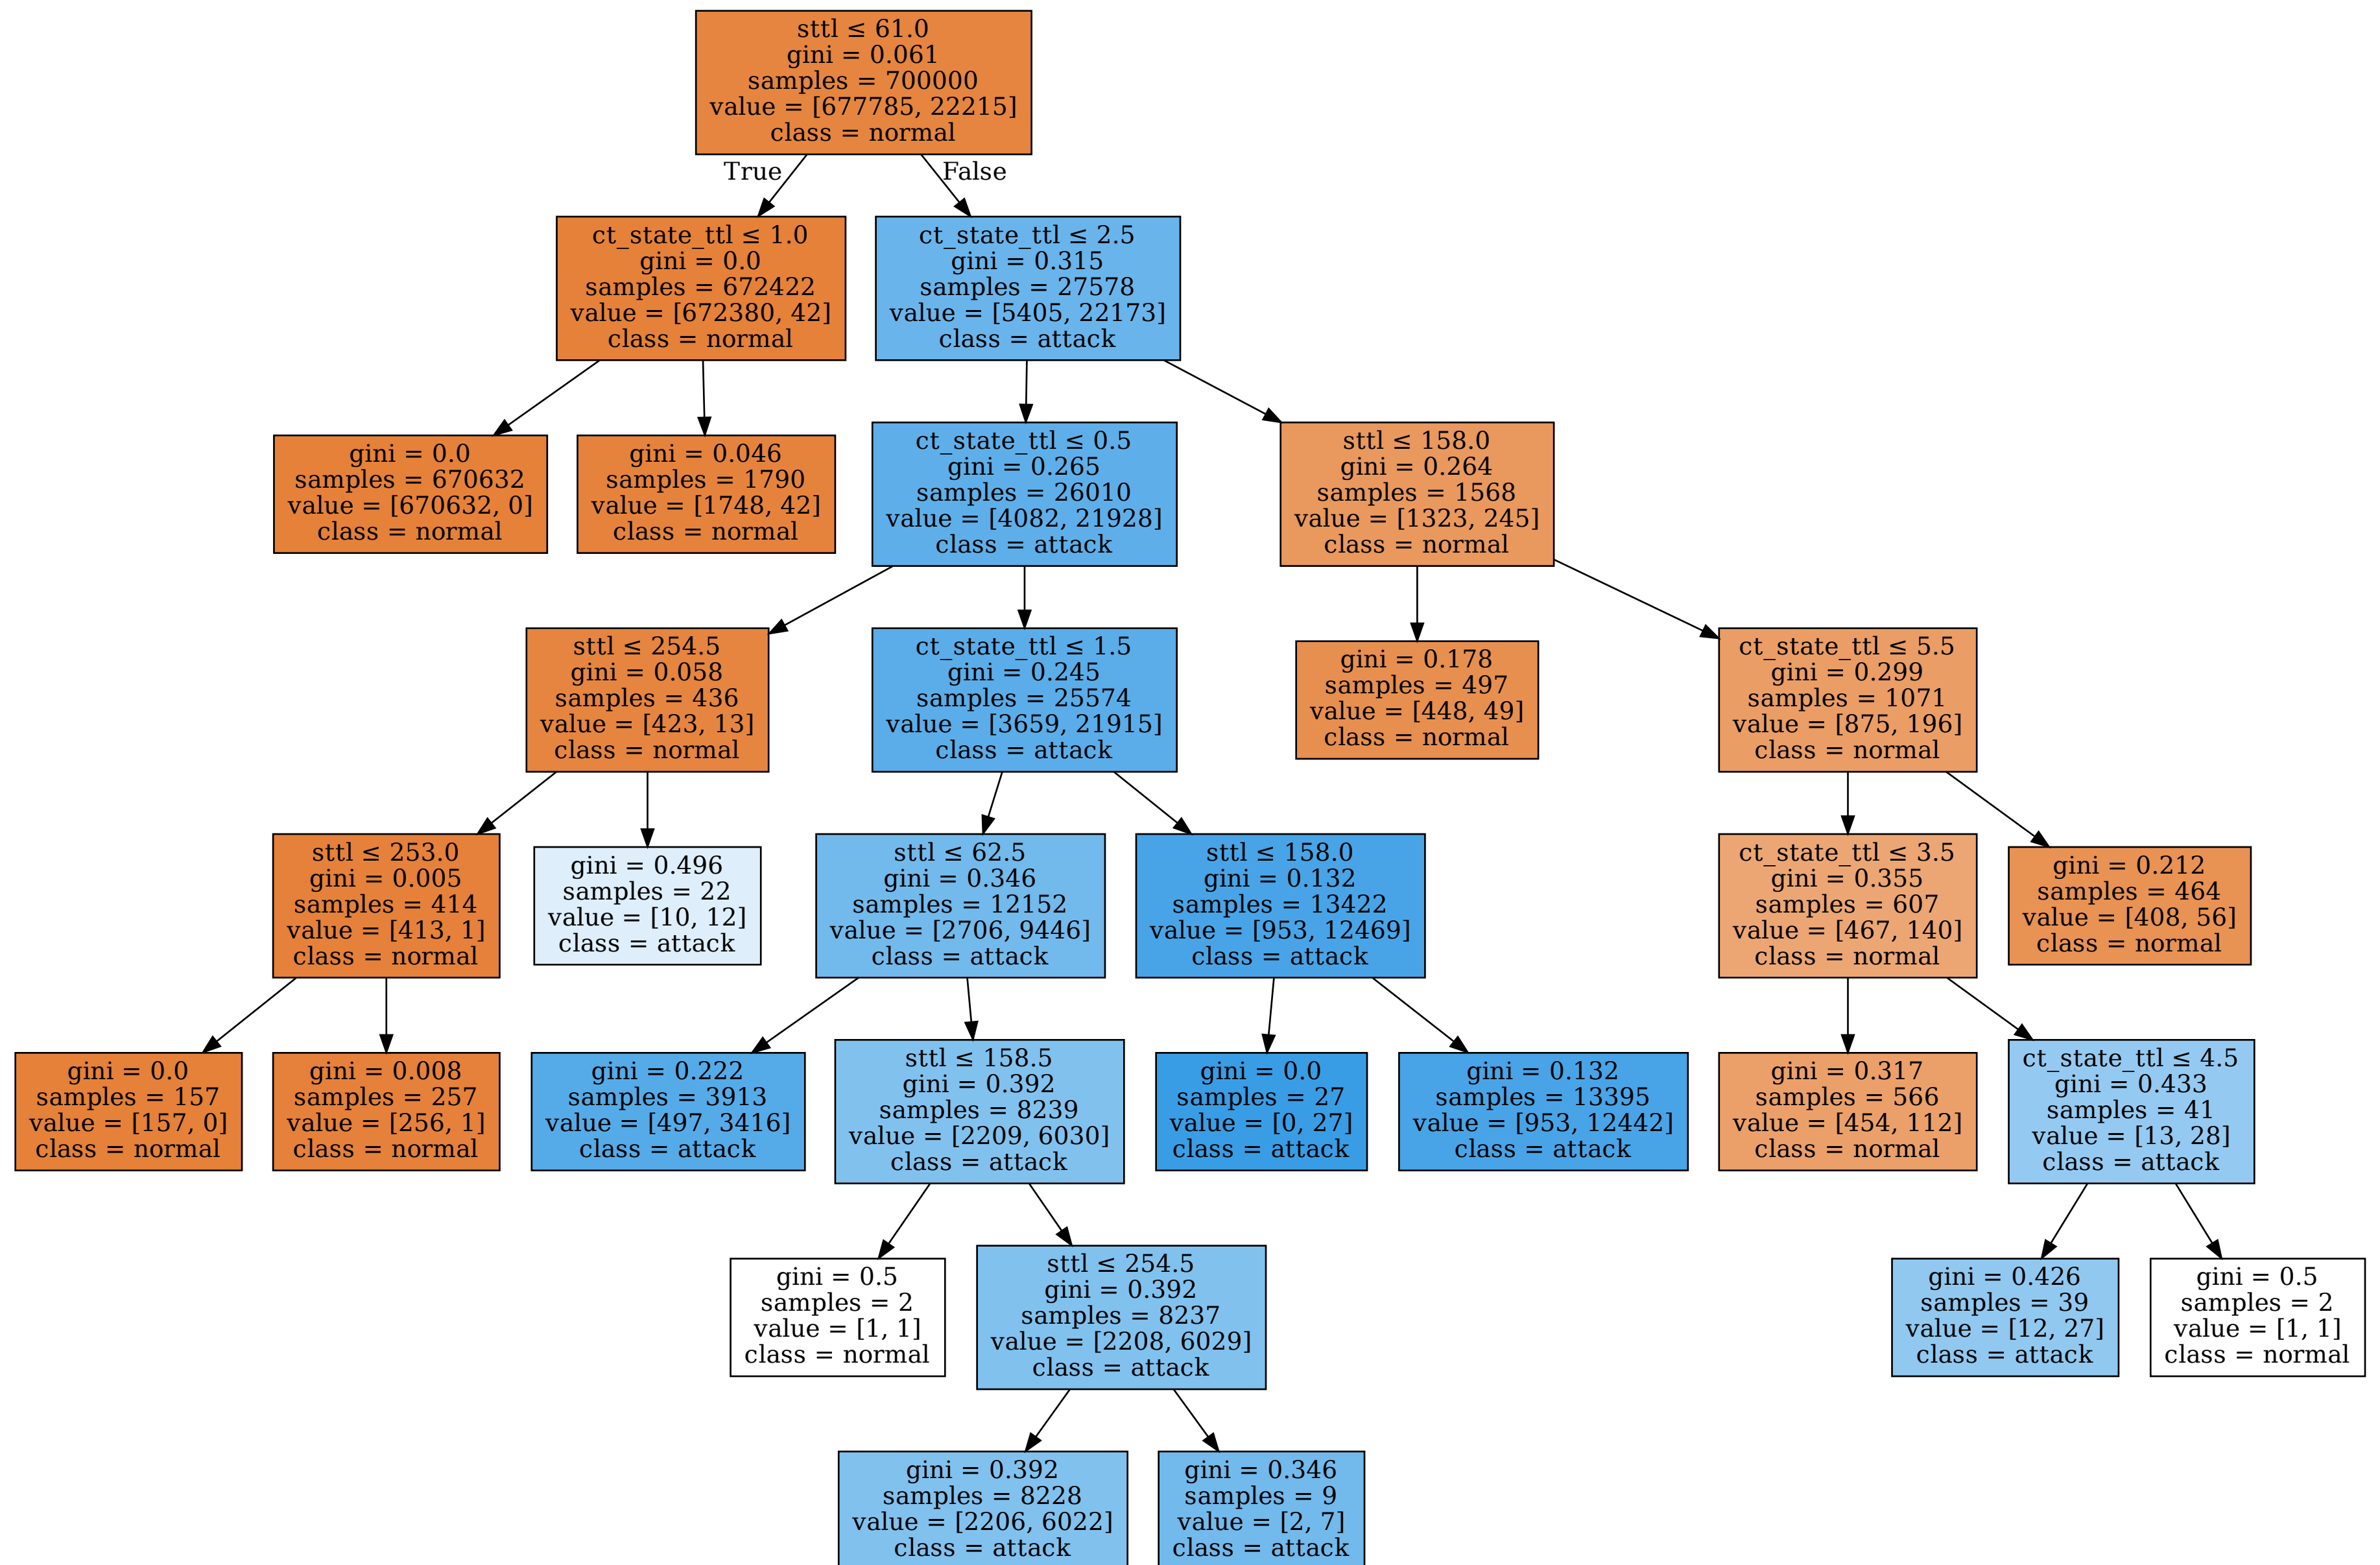 sttl ≤ 61.0
gini = 0.061
samples = 700000
value = [677785, 22215]
class = normal
True
False
ct_state_ttl ≤ 1.0
gini = 0.0
samples = 672422
value = [672380, 42]
class = normal
ct_state_ttl ≤ 2.5
gini = 0.315
samples = 27578
value = [5405, 22173]
class = attack
gini = 0.0
samples = 670632
value = [670632, 0]
class = normal
gini = 0.046
samples = 1790
value = [1748, 42]
class = normal
ct_state_ttl ≤ 0.5
gini = 0.265
samples = 26010
value = [4082, 21928]
class = attack
sttl ≤ 158.0
gini = 0.264
samples = 1568
value = [1323, 245]
class = normal
sttl ≤ 254.5
gini = 0.058
samples = 436
value = [423, 13]
class = normal
ct_state_ttl ≤ 1.5
gini = 0.245
samples = 25574
value = [3659, 21915]
class = attack
gini = 0.178
samples = 497
value = [448, 49]
class = normal
ct_state_ttl ≤ 5.5
gini = 0.299
samples = 1071
value = [875, 196]
class = normal
sttl ≤ 253.0
gini = 0.005
samples = 414
value = [413, 1]
class = normal
gini = 0.496
samples = 22
value = [10, 12]
class = attack
sttl ≤ 62.5
gini = 0.346
samples = 12152
value = [2706, 9446]
class = attack
sttl ≤ 158.0
gini = 0.132
samples = 13422
value = [953, 12469]
class = attack
ct_state_ttl ≤ 3.5
gini = 0.355
samples = 607
value = [467, 140]
class = normal
gini = 0.212
samples = 464
value = [408, 56]
class = normal
gini = 0.0
samples = 157
value = [157, 0]
class = normal
gini = 0.008
samples = 257
value = [256, 1]
class = normal
gini = 0.222
samples = 3913
value = [497, 3416]
class = attack
sttl ≤ 158.5
gini = 0.392
samples = 8239
value = [2209, 6030]
class = attack
gini = 0.0
samples = 27
value = [0, 27]
class = attack
gini = 0.132
samples = 13395
value = [953, 12442]
class = attack
gini = 0.317
samples = 566
value = [454, 112]
class = normal
ct_state_ttl ≤ 4.5
gini = 0.433
samples = 41
value = [13, 28]
class = attack
gini = 0.5
samples = 2
value = [1, 1]
class = normal
sttl ≤ 254.5
gini = 0.392
samples = 8237
value = [2208, 6029]
class = attack
gini = 0.426
samples = 39
value = [12, 27]
class = attack
gini = 0.5
samples = 2
value = [1, 1]
class = normal
gini = 0.392
samples = 8228
value = [2206, 6022]
class = attack
gini = 0.346
samples = 9
value = [2, 7]
class = attack